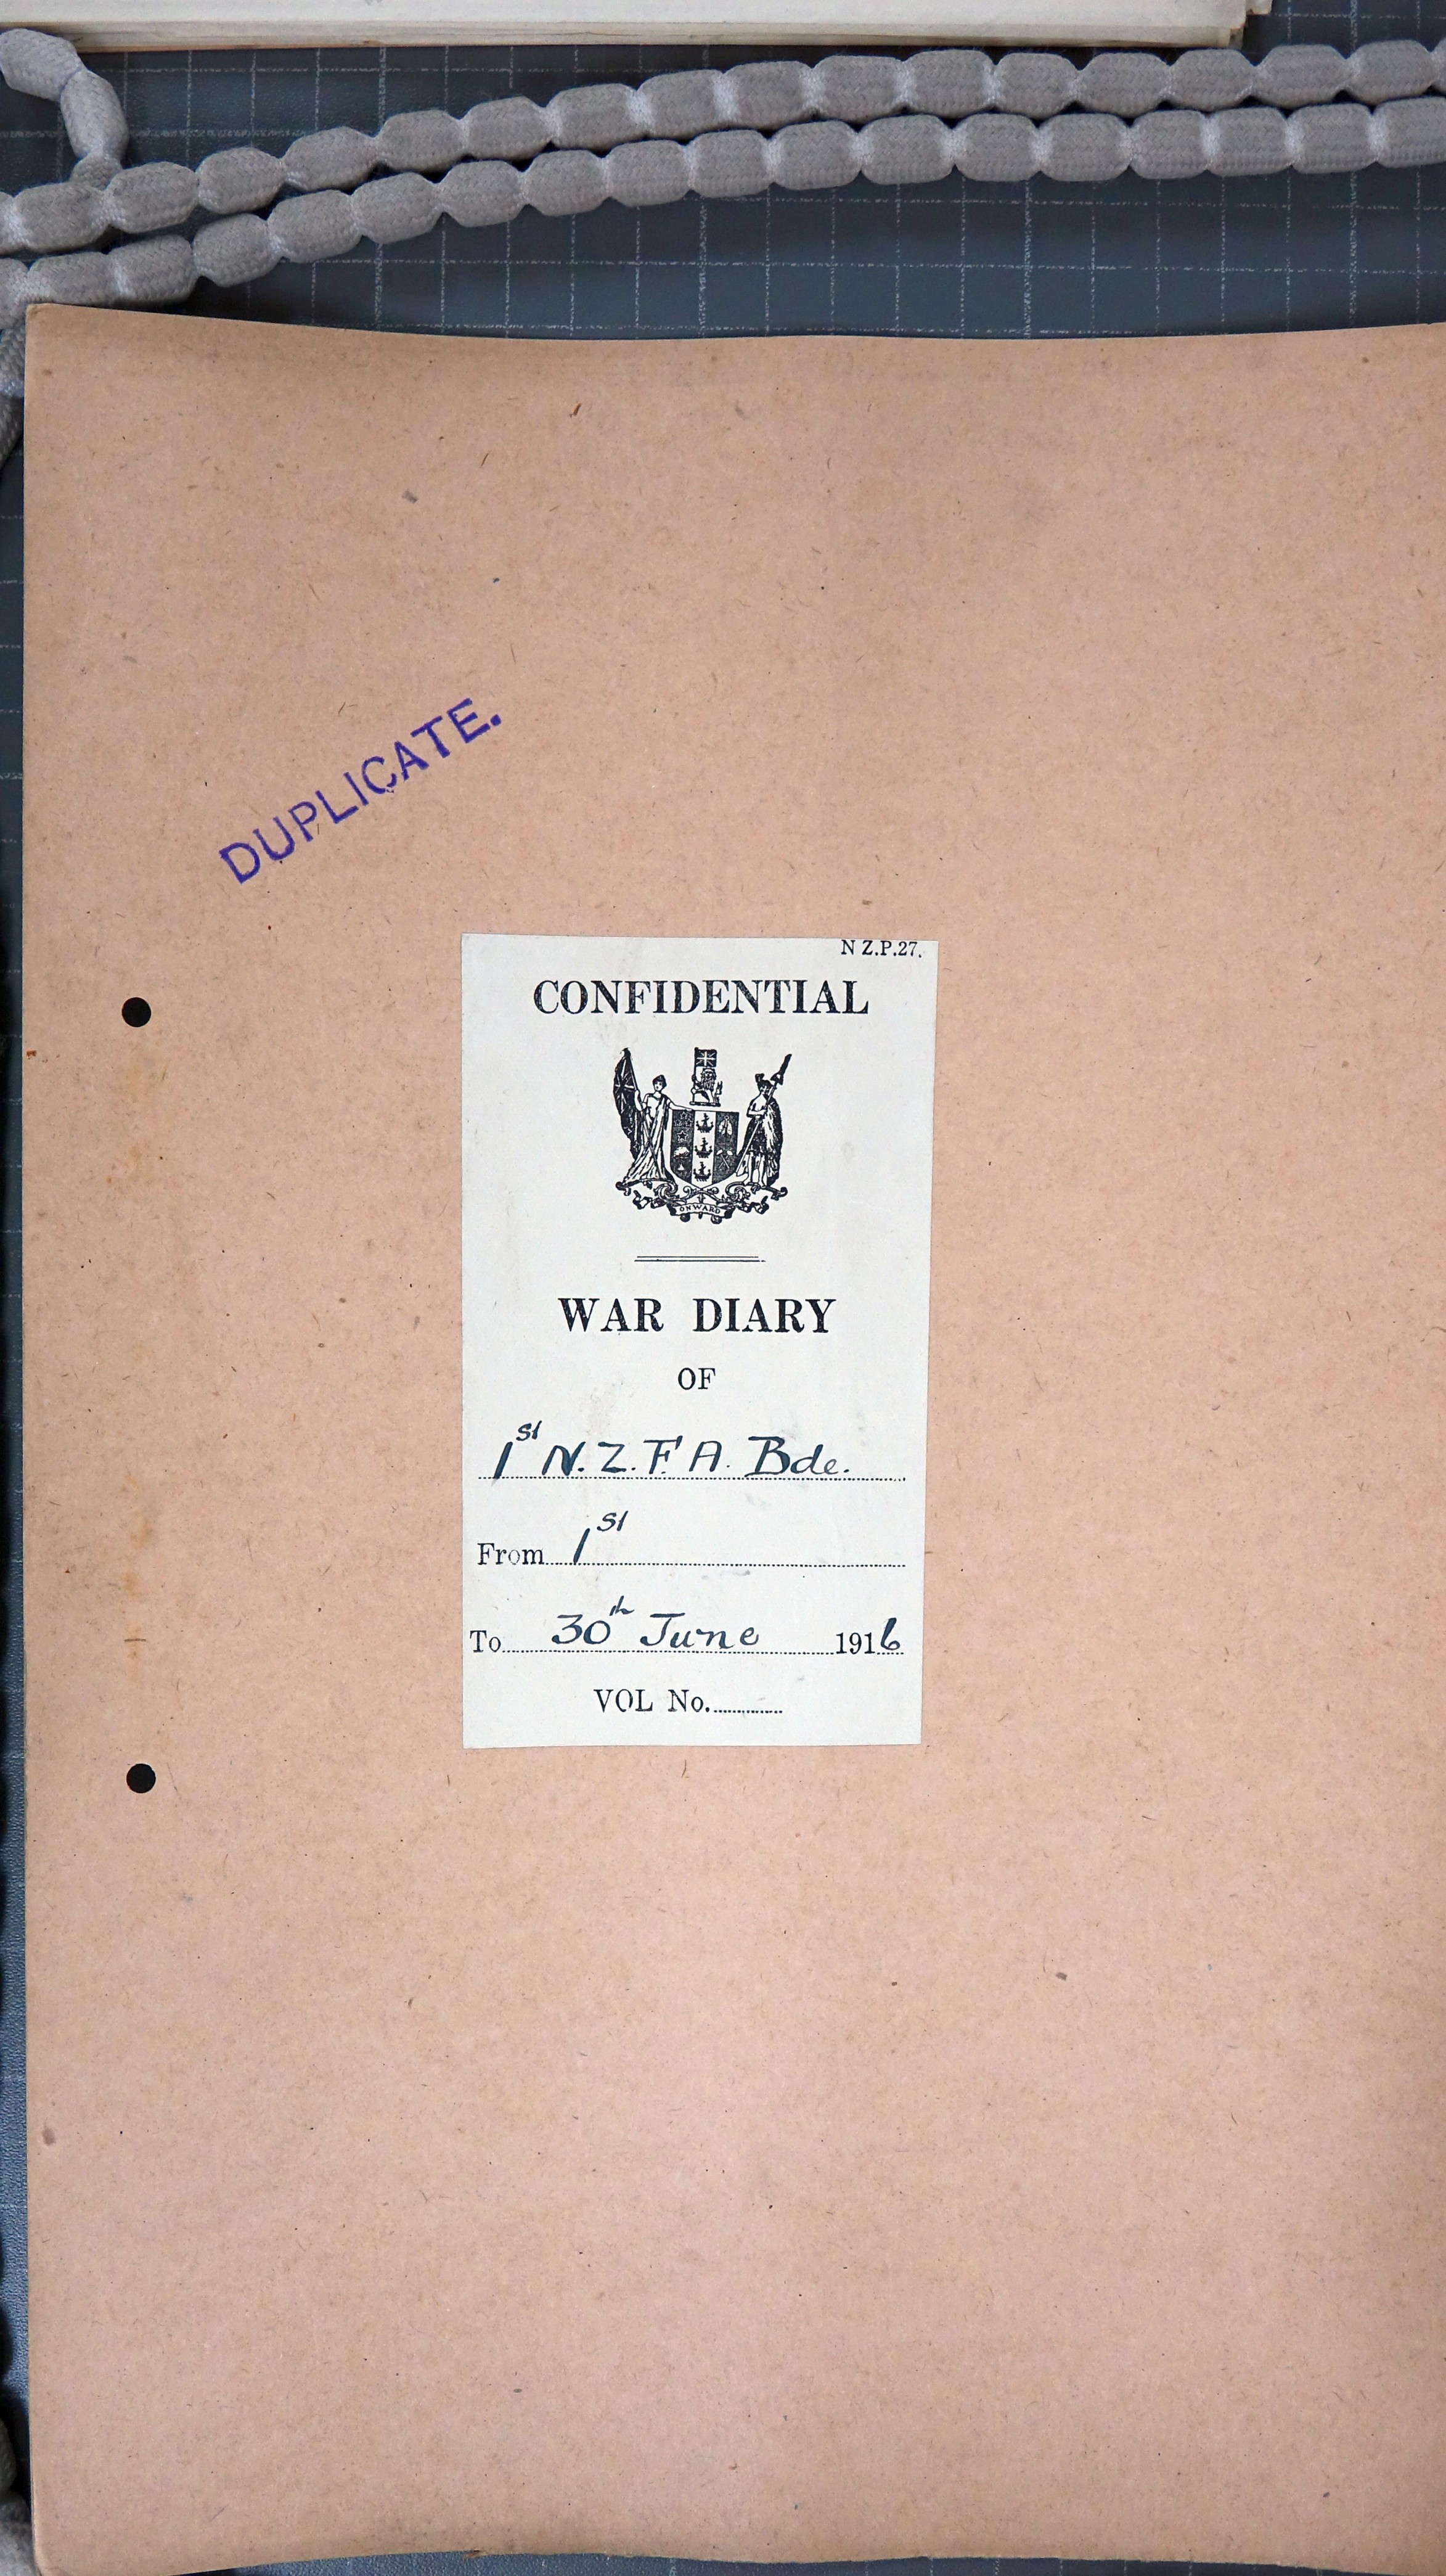 DUPLICATE.
N Z.P.27.
CONFIDENTIAL
ONWARD
WAR DIARY
OF
1st N.Z.F.A. Bde.
From 1st
To 30th June 1916
VOL No.